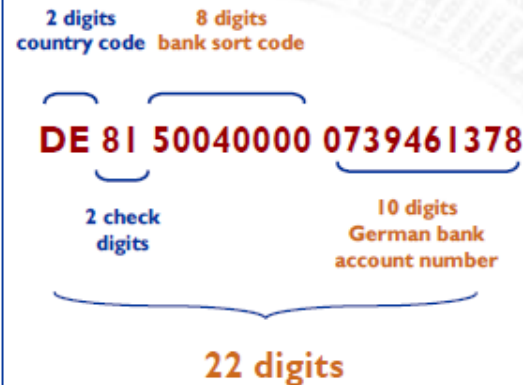 2 digits
country code
8 digits
bank sort code
DE 81 50040000 0739461378
2 check
digits
10 digits
German bank
account number
22 digits